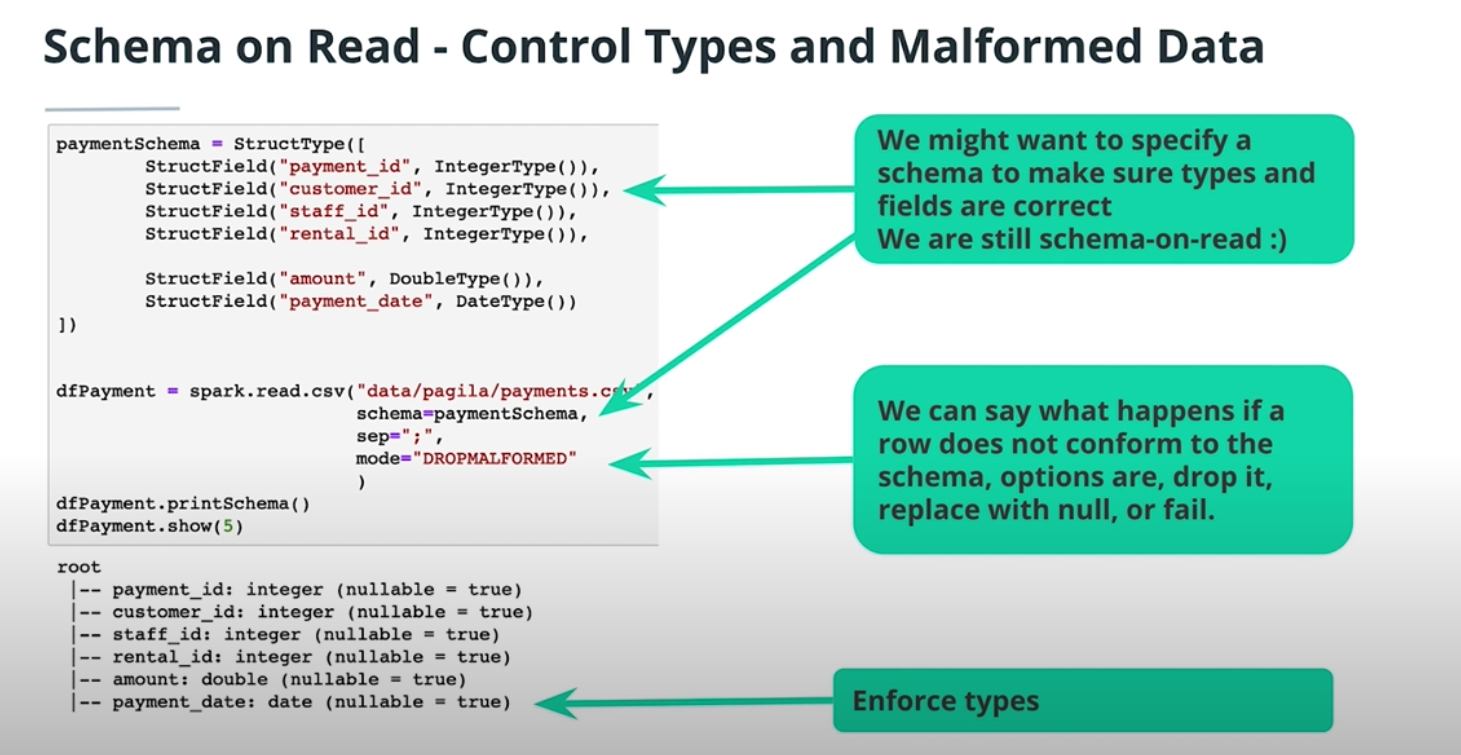 Schema on Read - Control Types and Malformed Data
paymentSchema = StructType([
StructField("payment_id", IntegerType()),
StructField("customer_id", IntegerType()),
StructField("staff_id", IntegerType()),
StructField("rental_id", IntegerType()),
StructField("amount", DoubleType()),
StructField("payment_date", DateType())
])
dfPayment = spark.read.csv("data/pagila/payments.csv",
schema=paymentSchema,
sep=";",
mode="DROPMALFORMED"
)
dfPayment.printSchema()
dfPayment.show(5)
root
|-- payment_id: integer (nullable = true)
|-- customer_id: integer (nullable = true)
|-- staff_id: integer (nullable = true)
|-- rental_id: integer (nullable = true)
|-- amount: double (nullable = true)
|-- payment_date: date (nullable = true)
We might want to specify a
schema to make sure types and
fields are correct
We are still schema-on-read :)
We can say what happens if a
row does not conform to the
schema, options are, drop it,
replace with null, or fail.
Enforce types